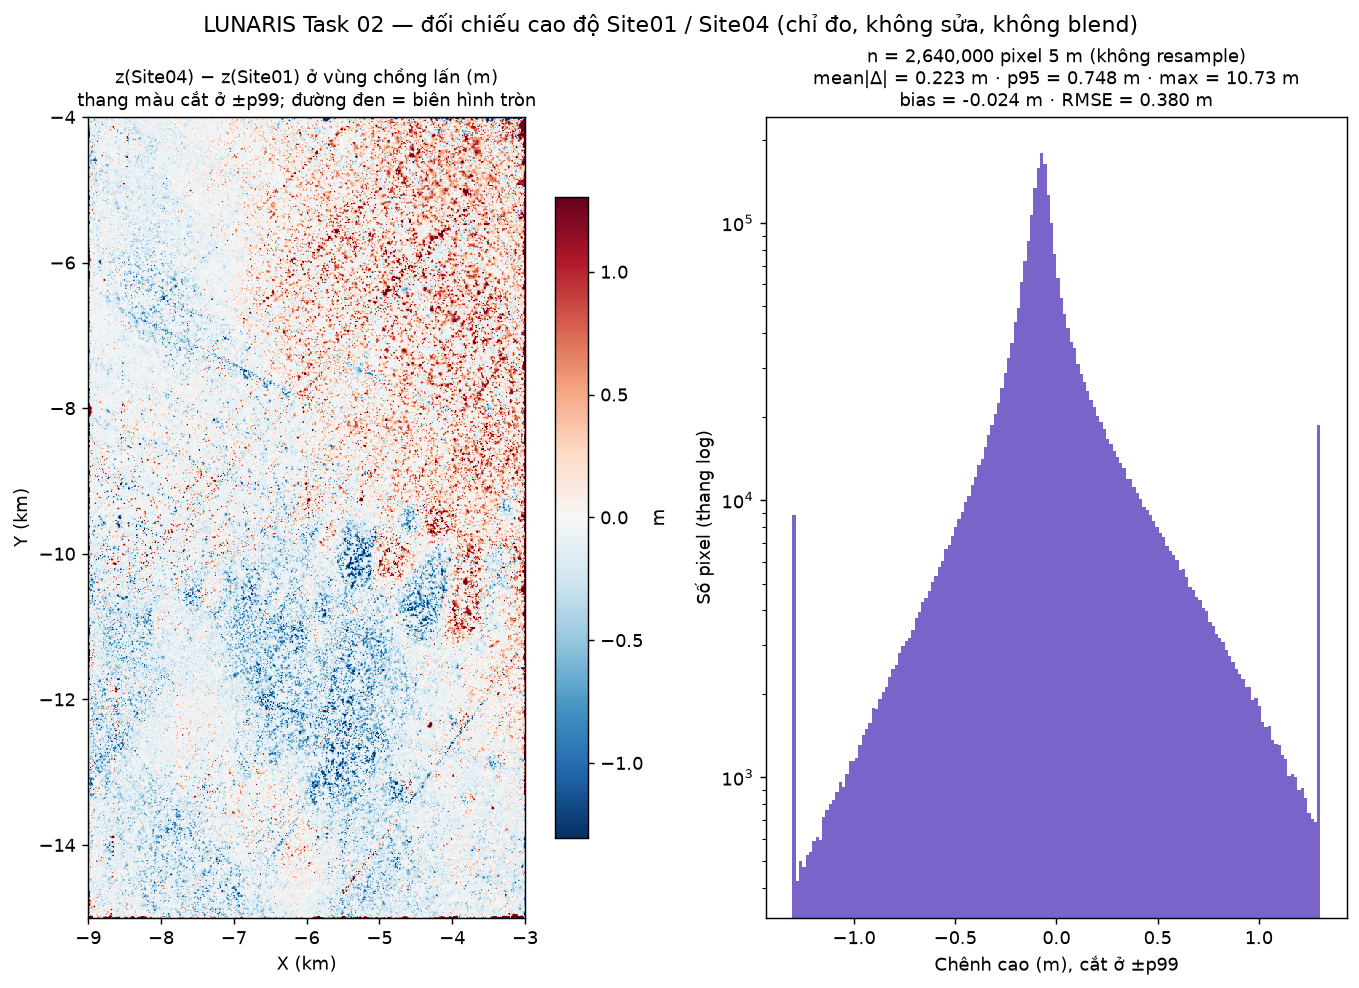 LUNARIS Task 02 — đối chiếu cao độ Site01 / Site04 (chỉ đo, không sửa, không blend)
z(Site04) − z(Site01) ở vùng chồng lấn (m)
thang màu cắt ở ±p99; đường đen = biên hình tròn
−4
−6
−8
−10
−12
−14
Y (km)
−9
−8
−7
−6
−5
−4
−3
X (km)
1.0
0.5
0.0
−0.5
−1.0
m
n = 2,640,000 pixel 5 m (không resample)
mean|Δ| = 0.223 m · p95 = 0.748 m · max = 10.73 m
bias = -0.024 m · RMSE = 0.380 m
10⁵
10⁴
10³
Số pixel (thang log)
−1.0
−0.5
0.0
0.5
1.0
Chênh cao (m), cắt ở ±p99